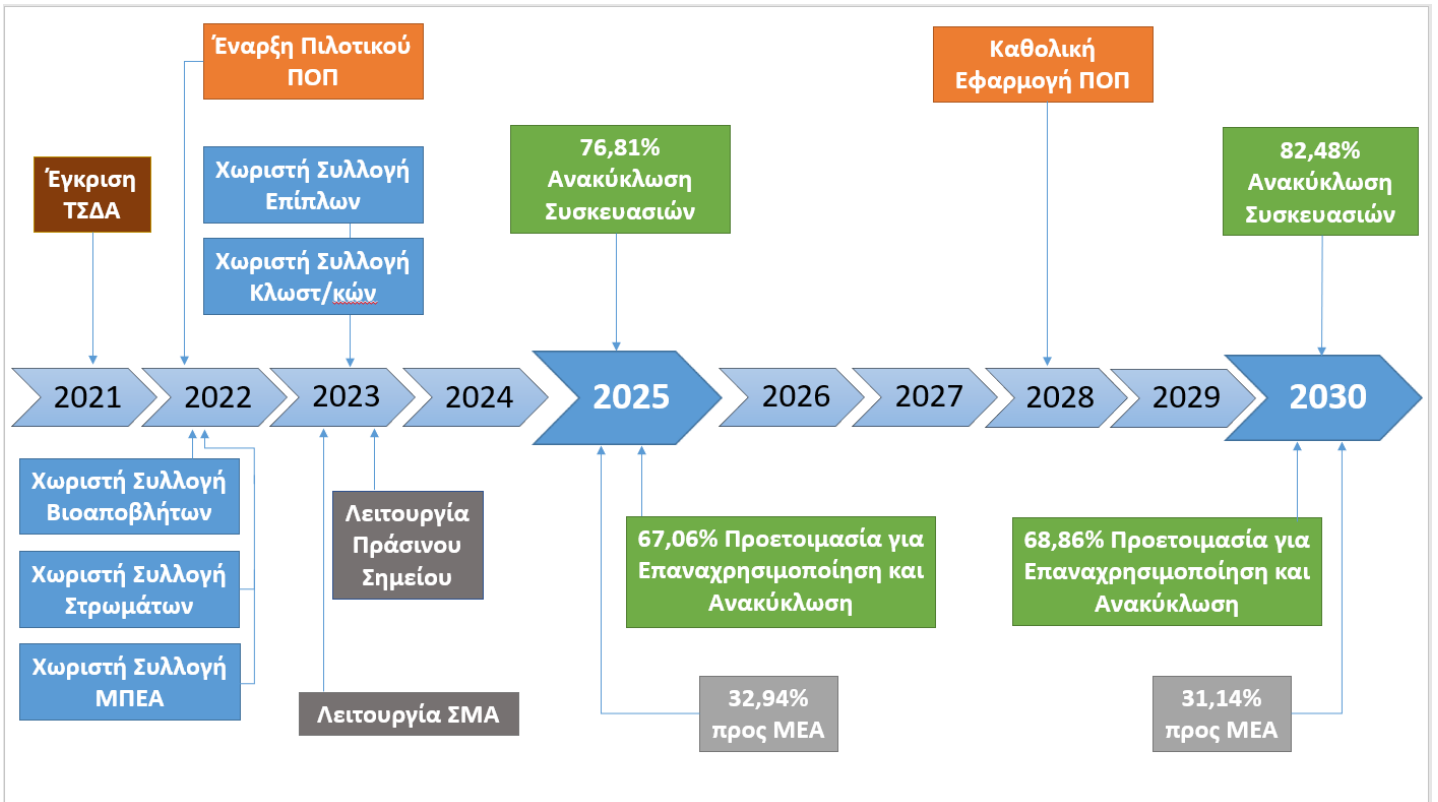 Έναρξη Πιλοτικού
ΠΟΠ
Καθολική
Εφαρμογή ΠΟΠ
76,81%
Ανακύκλωση
Συσκευασιών
82,48%
Ανακύκλωση
Συσκευασιών
Έγκριση
ΤΣΔΑ
Χωριστή Συλλογή
Επίπλων
Χωριστή Συλλογή
Κλωστ/κών
2021
2022
2023
2024
2025
2026
2027
2028
2029
2030
Χωριστή Συλλογή
Βιοαποβλήτων
Χωριστή Συλλογή
Στρωμάτων
Χωριστή Συλλογή
ΜΠΕΑ
Λειτουργία
Πράσινου
Σημείου
Λειτουργία ΣΜΑ
67,06% Προετοιμασία για
Επαναχρησιμοποίηση και
Ανακύκλωση
32,94%
προς ΜΕΑ
68,86% Προετοιμασία για
Επαναχρησιμοποίηση και
Ανακύκλωση
31,14%
προς ΜΕΑ